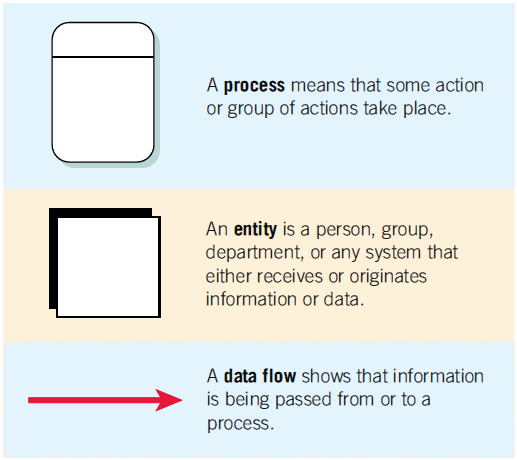 A process means that some action
or group of actions take place.
An entity is a person, group,
department, or any system that
either receives or originates
information or data.
A data flow shows that information
is being passed from or to a
process.